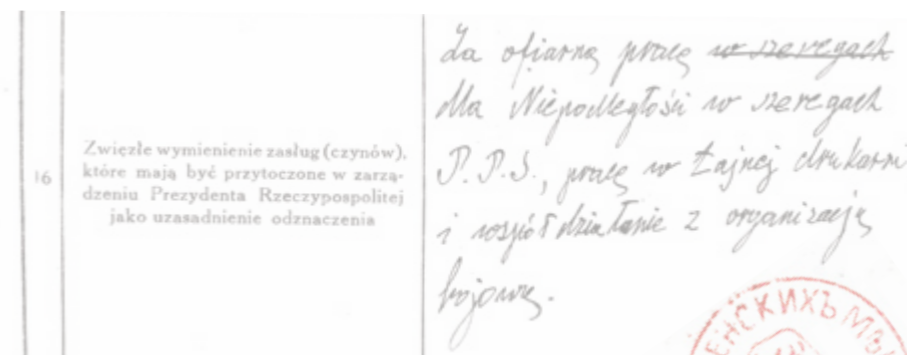 16
Zwięzłe wymienienie zasług (czynów),
które mają być przytoczone w zarzą-
dzeniu Prezydenta Rzeczypospolitej
jako uzasadnienie odznaczenia
Za ofiarną pracę w szeregach
dla Niepodległości w szeregach
P.P.S., pracę w tajnej drukarni
i współdziałanie z organizacją
bojową.